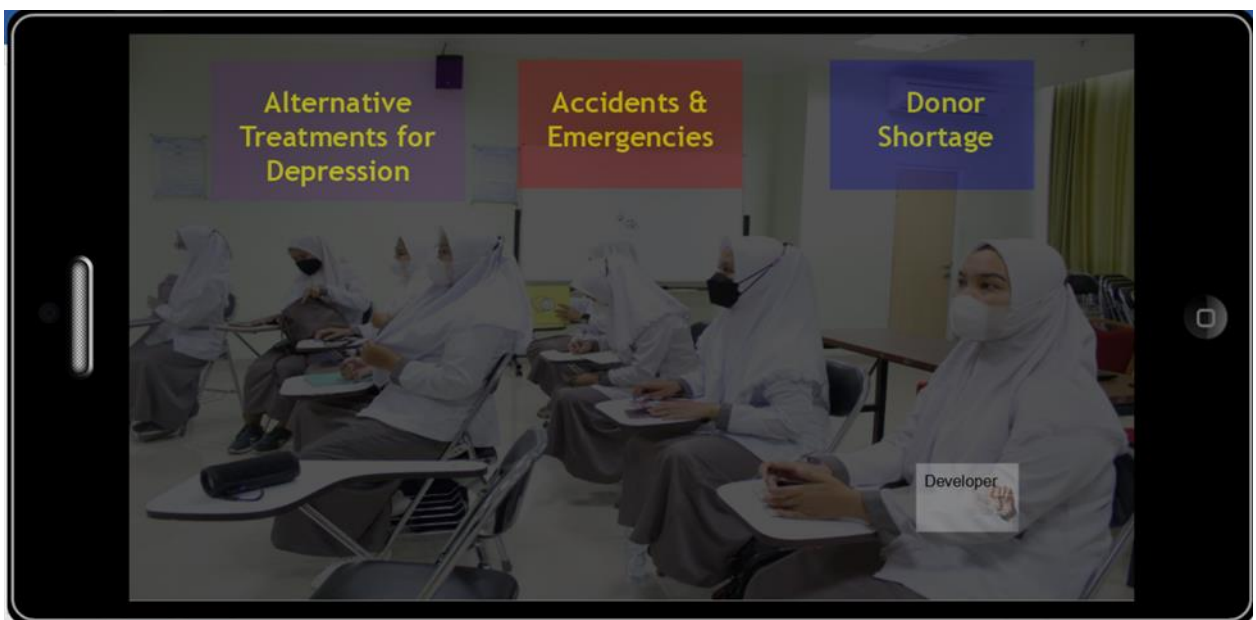 Alternative
Treatments for
Depression
Accidents &
Emergencies
Donor
Shortage
Developer